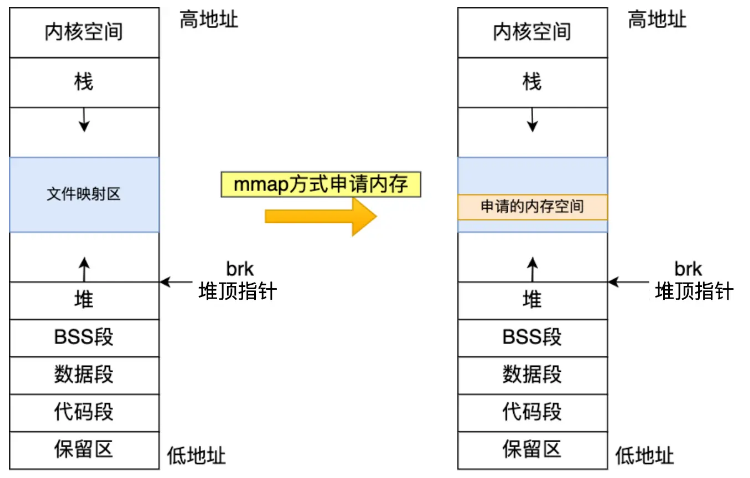 内核空间
高地址
栈
文件映射区
brk
堆顶指针
堆
BSS段
数据段
代码段
保留区
低地址
mmap方式申请内存
内核空间
高地址
栈
申请的内存空间
brk
堆顶指针
堆
BSS段
数据段
代码段
保留区
低地址